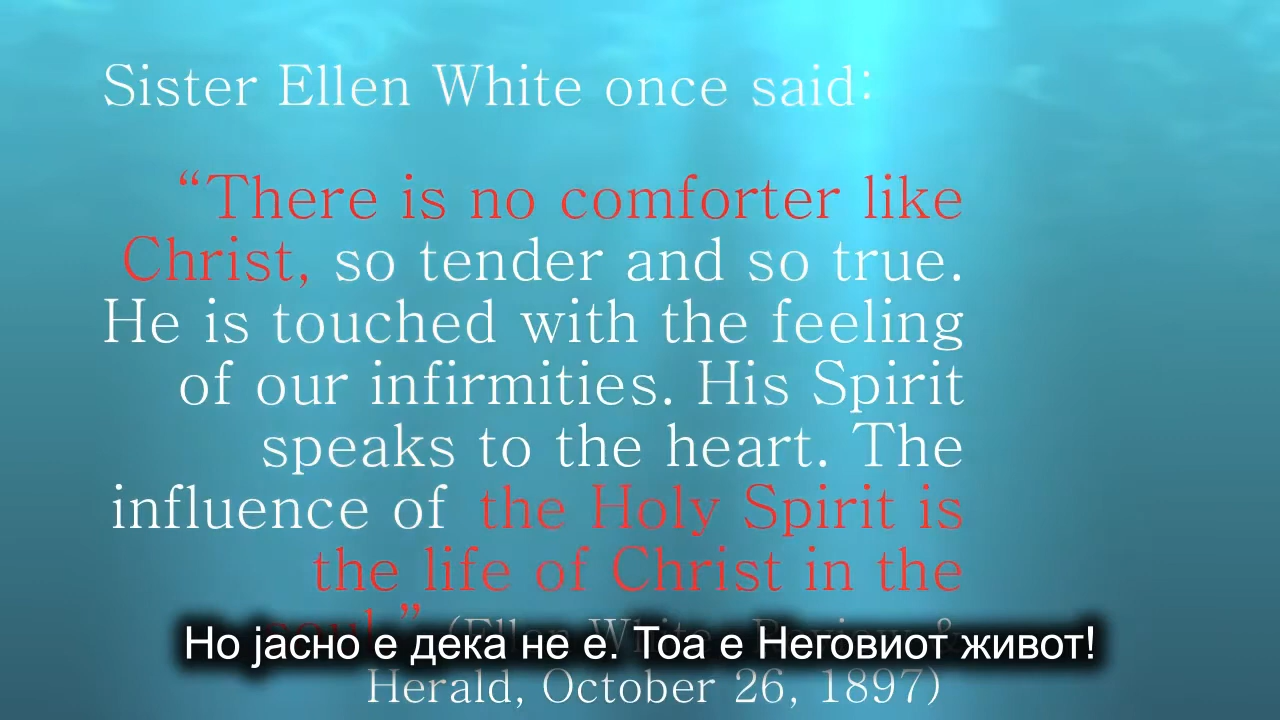 Sister Ellen White once said:
“There is no comforter like
Christ, so tender and so true.
He is touched with the feeling
of our infirmities. His Spirit
speaks to the heart. The
influence of the Holy Spirit is
the life of Christ in the
soul.” (Ellen White, Review &
Herald, October 26, 1897)
Но јасно е дека не е. Тоа е Неговиот живот!